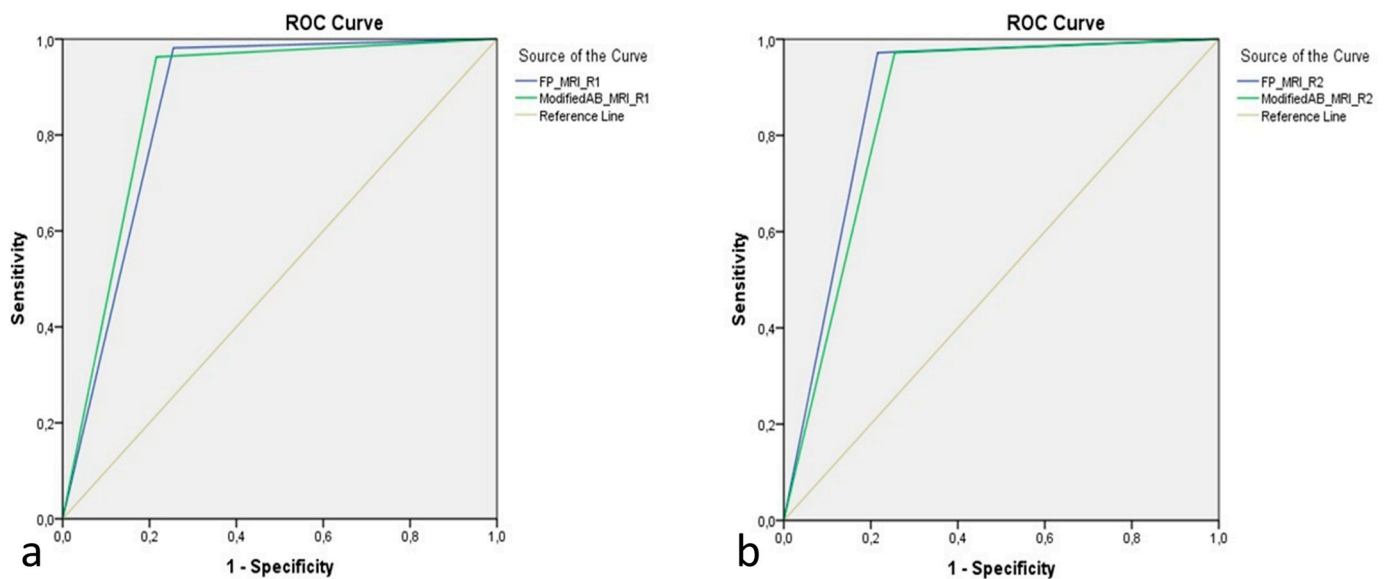 ROC Curve
1,0
0,8
0,6
0,4
0,2
0,0
Sensitivity
0,0 0,2 0,4 0,6 0,8 1,0
1 - Specificity
Source of the Curve
FP_MRI_R1
ModifiedAB_MRI_R1
Reference Line
a
ROC Curve
1,0
0,8
0,6
0,4
0,2
0,0
Sensitivity
0,0 0,2 0,4 0,6 0,8 1,0
1 - Specificity
Source of the Curve
FP_MRI_R2
ModifiedAB_MRI_R2
Reference Line
b